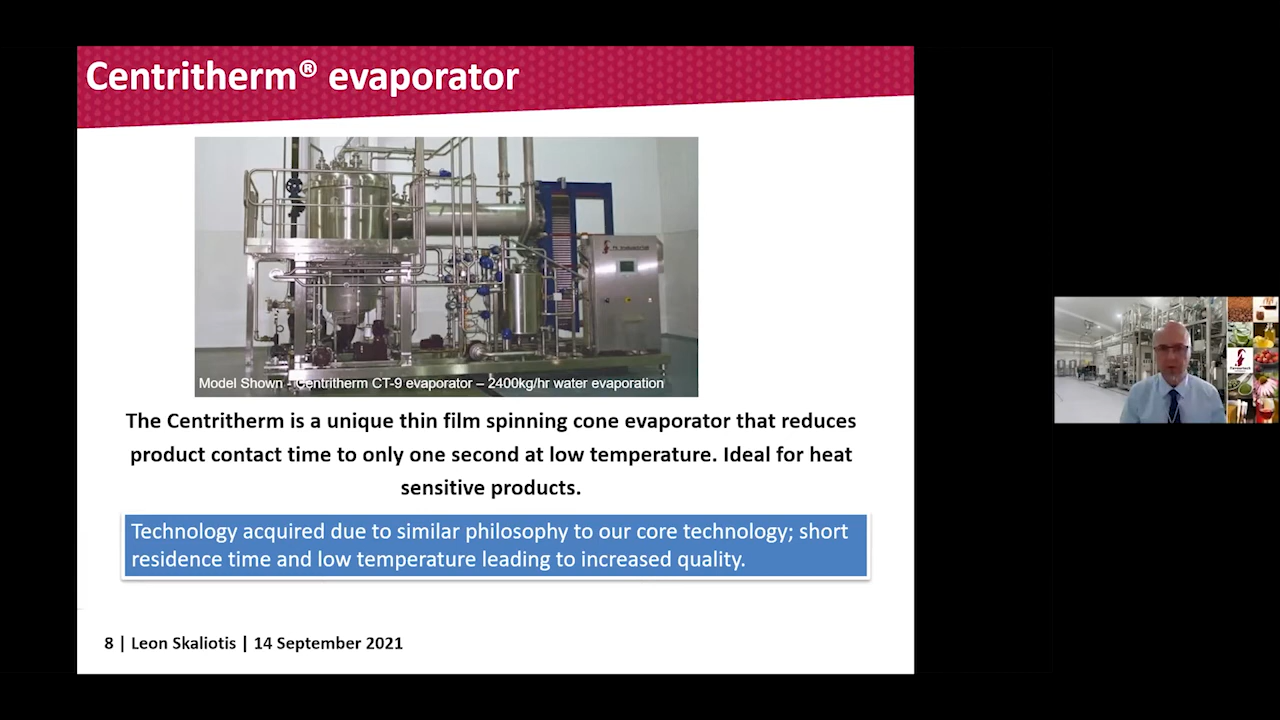 Centritherm® evaporator
Model Shown - Centritherm CT-9 evaporator – 2400kg/hr water evaporation
The Centritherm is a unique thin film spinning cone evaporator that reduces
product contact time to only one second at low temperature. Ideal for heat
sensitive products.
Technology acquired due to similar philosophy to our core technology; short
residence time and low temperature leading to increased quality.
8 | Leon Skaliotis | 14 September 2021